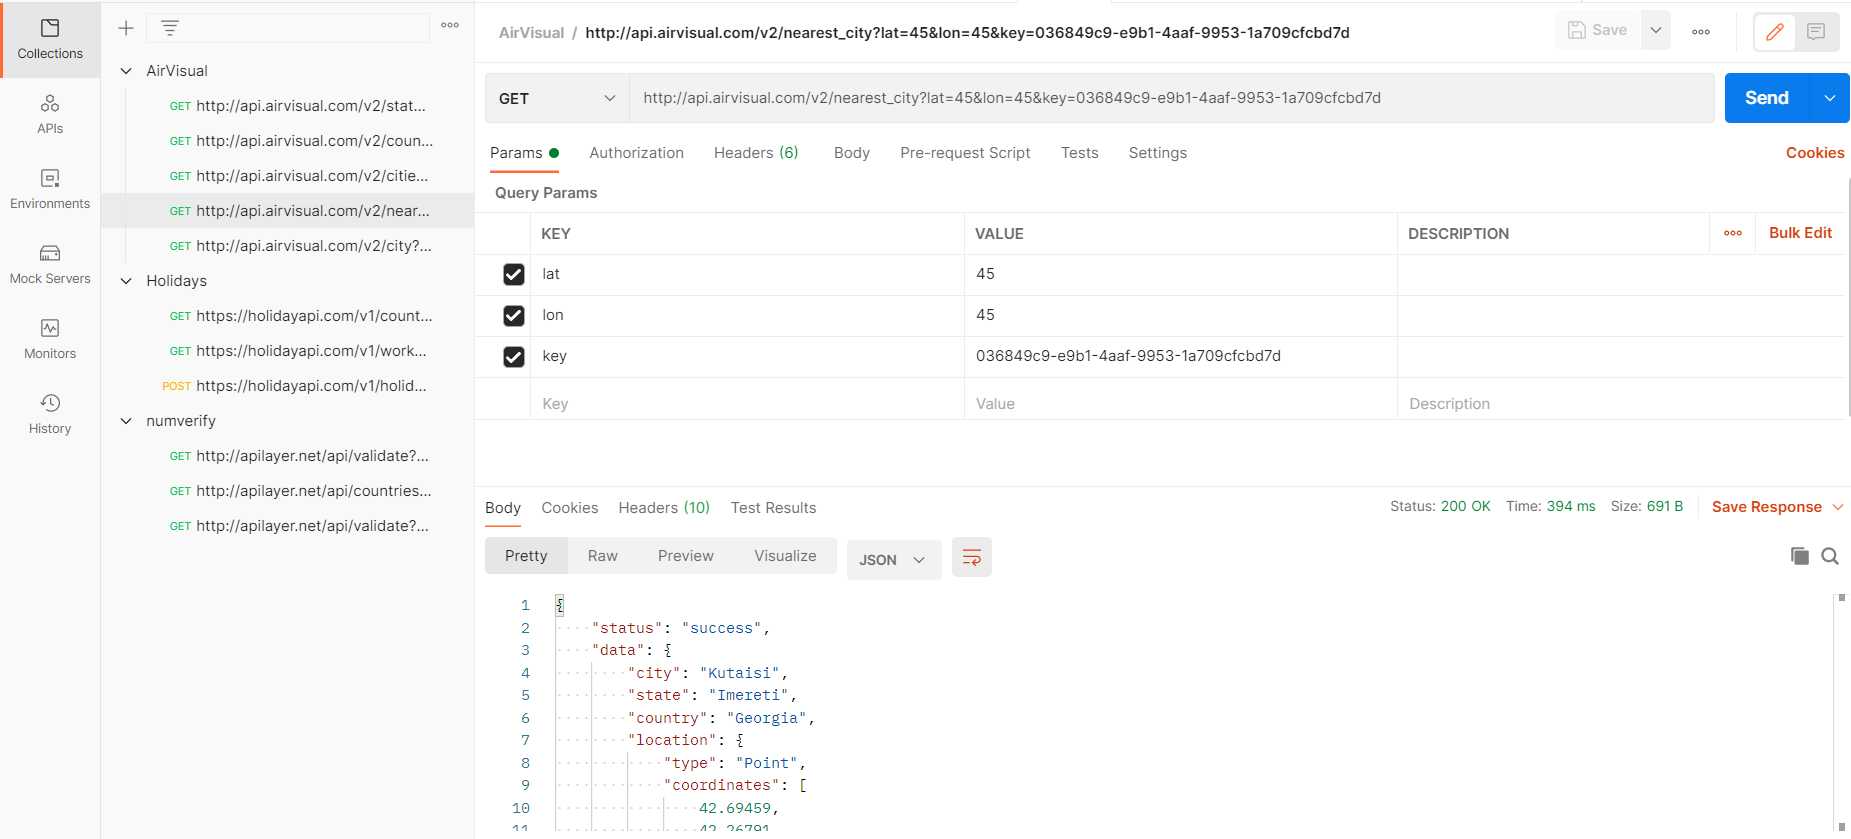 Collections
APIs
Environments
Mock Servers
Monitors
History
AirVisual
GET http://api.airvisual.com/v2/stat...
GET http://api.airvisual.com/v2/coun...
GET http://api.airvisual.com/v2/citie...
GET http://api.airvisual.com/v2/near...
GET http://api.airvisual.com/v2/city?...
Holidays
GET https://holidayapi.com/v1/count...
GET https://holidayapi.com/v1/work...
POST https://holidayapi.com/v1/holid...
numverify
GET http://apilayer.net/api/validate?...
GET http://apilayer.net/api/countries...
GET http://apilayer.net/api/validate?...
AirVisual / http://api.airvisual.com/v2/nearest_city?lat=45&lon=45&key=036849c9-e9b1-4aaf-9953-1a709cfcbd7d
Save
GET http://api.airvisual.com/v2/nearest_city?lat=45&lon=45&key=036849c9-e9b1-4aaf-9953-1a709cfcbd7d Send
Params Authorization Headers (6) Body Pre-request Script Tests Settings Cookies
Query Params
KEY VALUE DESCRIPTION Bulk Edit
lat 45
lon 45
key 036849c9-e9b1-4aaf-9953-1a709cfcbd7d
Key Value Description
Body Cookies Headers (10) Test Results Status: 200 OK Time: 394 ms Size: 691 B Save Response
Pretty Raw Preview Visualize JSON
1 {
2 "status": "success",
3 "data": {
4 "city": "Kutaisi",
5 "state": "Imereti",
6 "country": "Georgia",
7 "location": {
8 "type": "Point",
9 "coordinates": [
10 42.69459,
11 42.26791